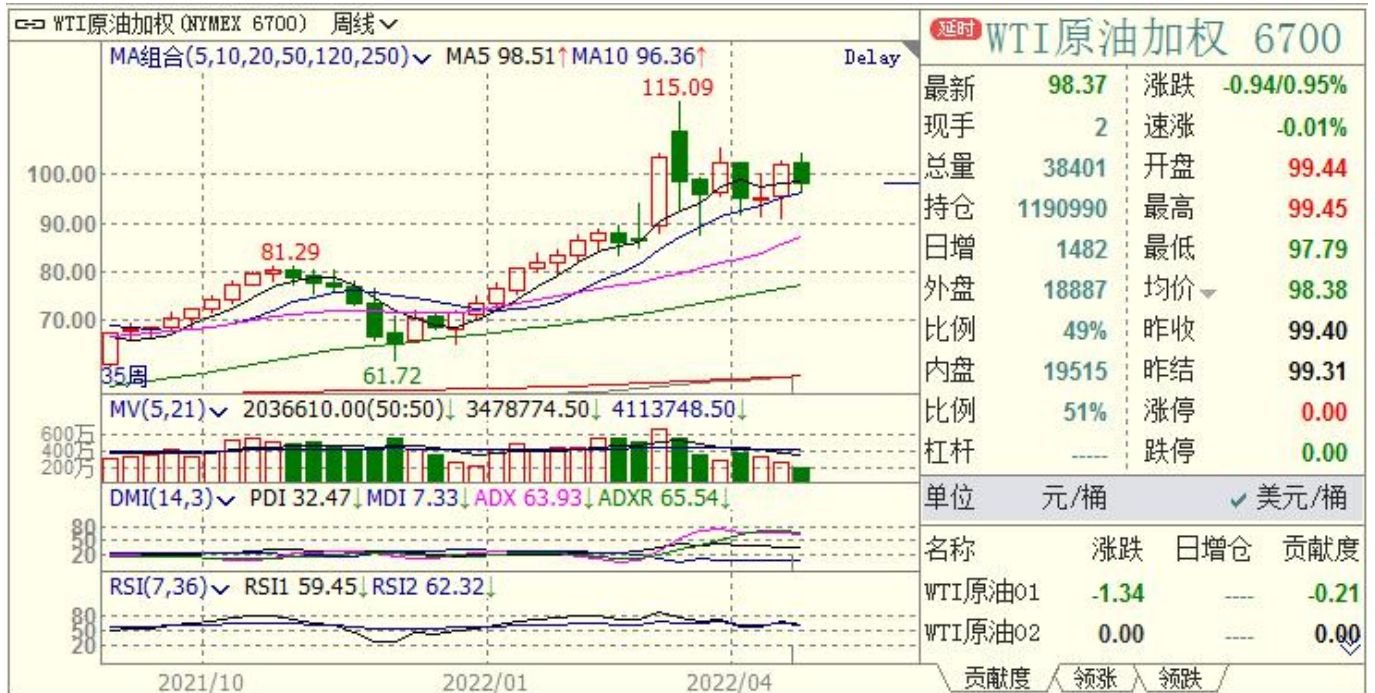 WTI原油加权(NYMEX 6700) 周线
MA组合(5,10,20,50,120,250) MA5 98.51↑MA10 96.36↑ Delay
115.09
100.00
90.00
81.29
80.00
70.00
35周
61.72
MV(5,21) 2036610.00(50:50)↓ 3478774.50↓ 4113748.50↓
600万
400万
200万
DMI(14,3) PDI 32.47↓MDI 7.33↓ADX 63.93↓ADXR 65.54↓
80
50
20
RSI(7,36) RSI1 59.45↓RSI2 62.32↓
80
50
20
2021/10 2022/01 2022/04
延时 WTI原油加权 6700
最新 98.37 涨跌 -0.94/0.95%
现手 2 速涨 -0.01%
总量 38401 开盘 99.44
持仓 1190990 最高 99.45
日增 1482 最低 97.79
外盘 18887 均价 98.38
比例 49% 昨收 99.40
内盘 19515 昨结 99.31
比例 51% 涨停 0.00
杠杆 ----- 跌停 0.00
单位 元/桶 ✓ 美元/桶
名称 涨跌 日增仓 贡献度
WTI原油01 -1.34 ---- -0.21
WTI原油02 0.00 ---- 0.00
贡献度 领涨 领跌